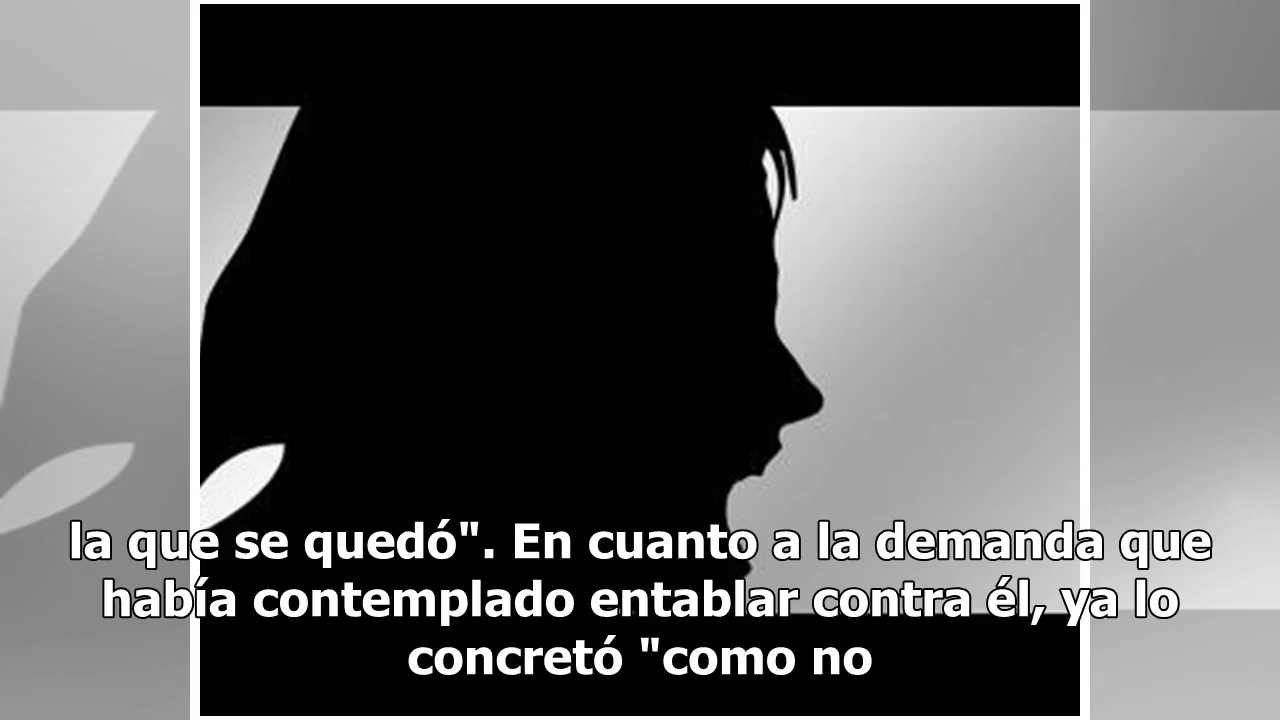 la que se quedó". En cuanto a la demanda que
había contemplado entablar contra él, ya lo
concretó "como no